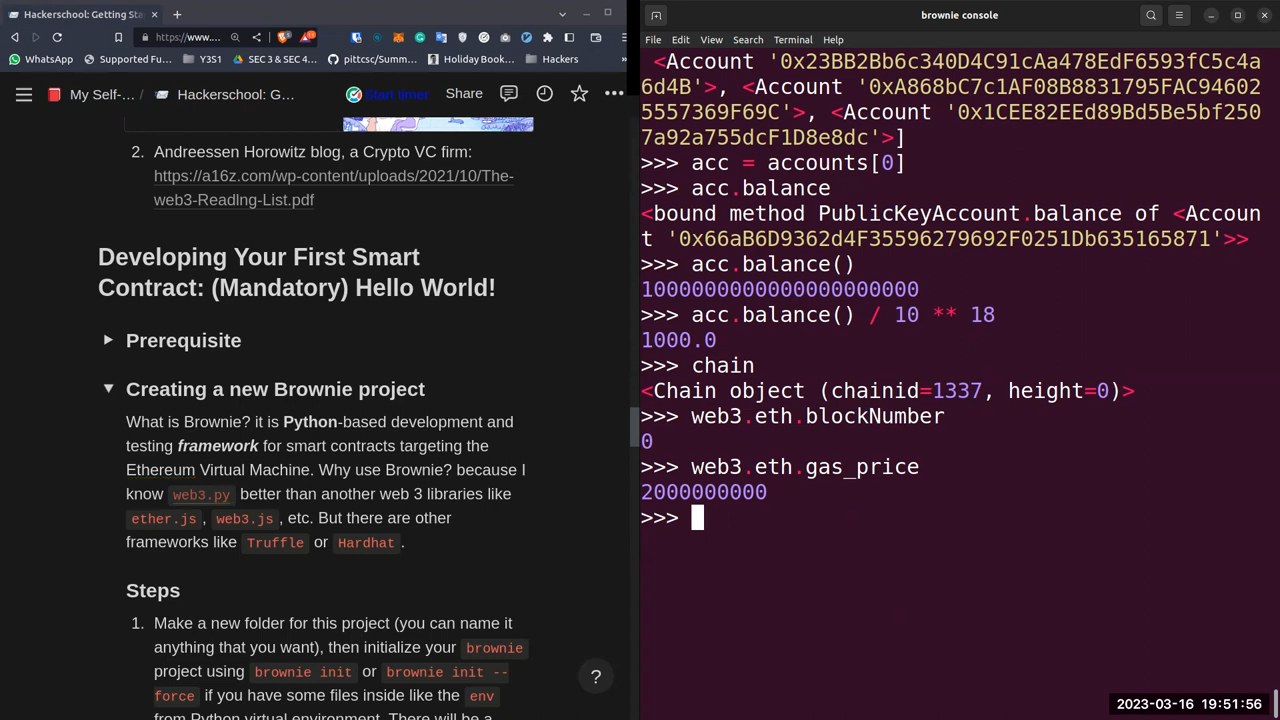 Hackerschool: Getting Sta
brownie console
https://www....
File Edit View Search Terminal Help
WhatsApp
Supported Fu...
Y3S1
SEC 3 & SEC 4...
pittcsc/Summ...
Holiday Book...
Hackers
»
My Self-... / Hackerschool: G...
Start timer
Share
2. Andreessen Horowitz blog, a Crypto VC firm:
https://a16z.com/wp-content/uploads/2021/10/The-
web3-ReadIng-List.pdf
Developing Your First Smart
Contract: (Mandatory) Hello World!
Prerequisite
Creating a new Brownie project
What is Brownie? it is Python-based development and
testing framework for smart contracts targeting the
Ethereum Virtual Machine. Why use Brownie? because I
know web3.py better than another web 3 libraries like
ether.js, web3.js, etc. But there are other
frameworks like Truffle or Hardhat.
Steps
1. Make a new folder for this project (you can name it
anything that you want), then initialize your brownie
project using brownie init or brownie init --
force if you have some files inside like the env
from Python virtual environment. There will be a
?
<Account '0x23BB2Bb6c340D4C91cAa478EdF6593fC5c4a
6d4B'>, <Account '0xA868bC7c1AF08B8831795FAC94602
5557369F69C'>, <Account '0x1CEE82EEd89Bd5Be5bf250
7a92a755dcF1D8e8dc'>]
>>> acc = accounts[0]
>>> acc.balance
<bound method PublicKeyAccount.balance of <Accoun
t '0x66aB6D9362d4F35596279692F0251Db635165871'>>
>>> acc.balance()
1000000000000000000000
>>> acc.balance() / 10 ** 18
1000.0
>>> chain
<Chain object (chainid=1337, height=0)>
>>> web3.eth.blockNumber
0
>>> web3.eth.gas_price
2000000000
>>>
2023-03-16 19:51:56